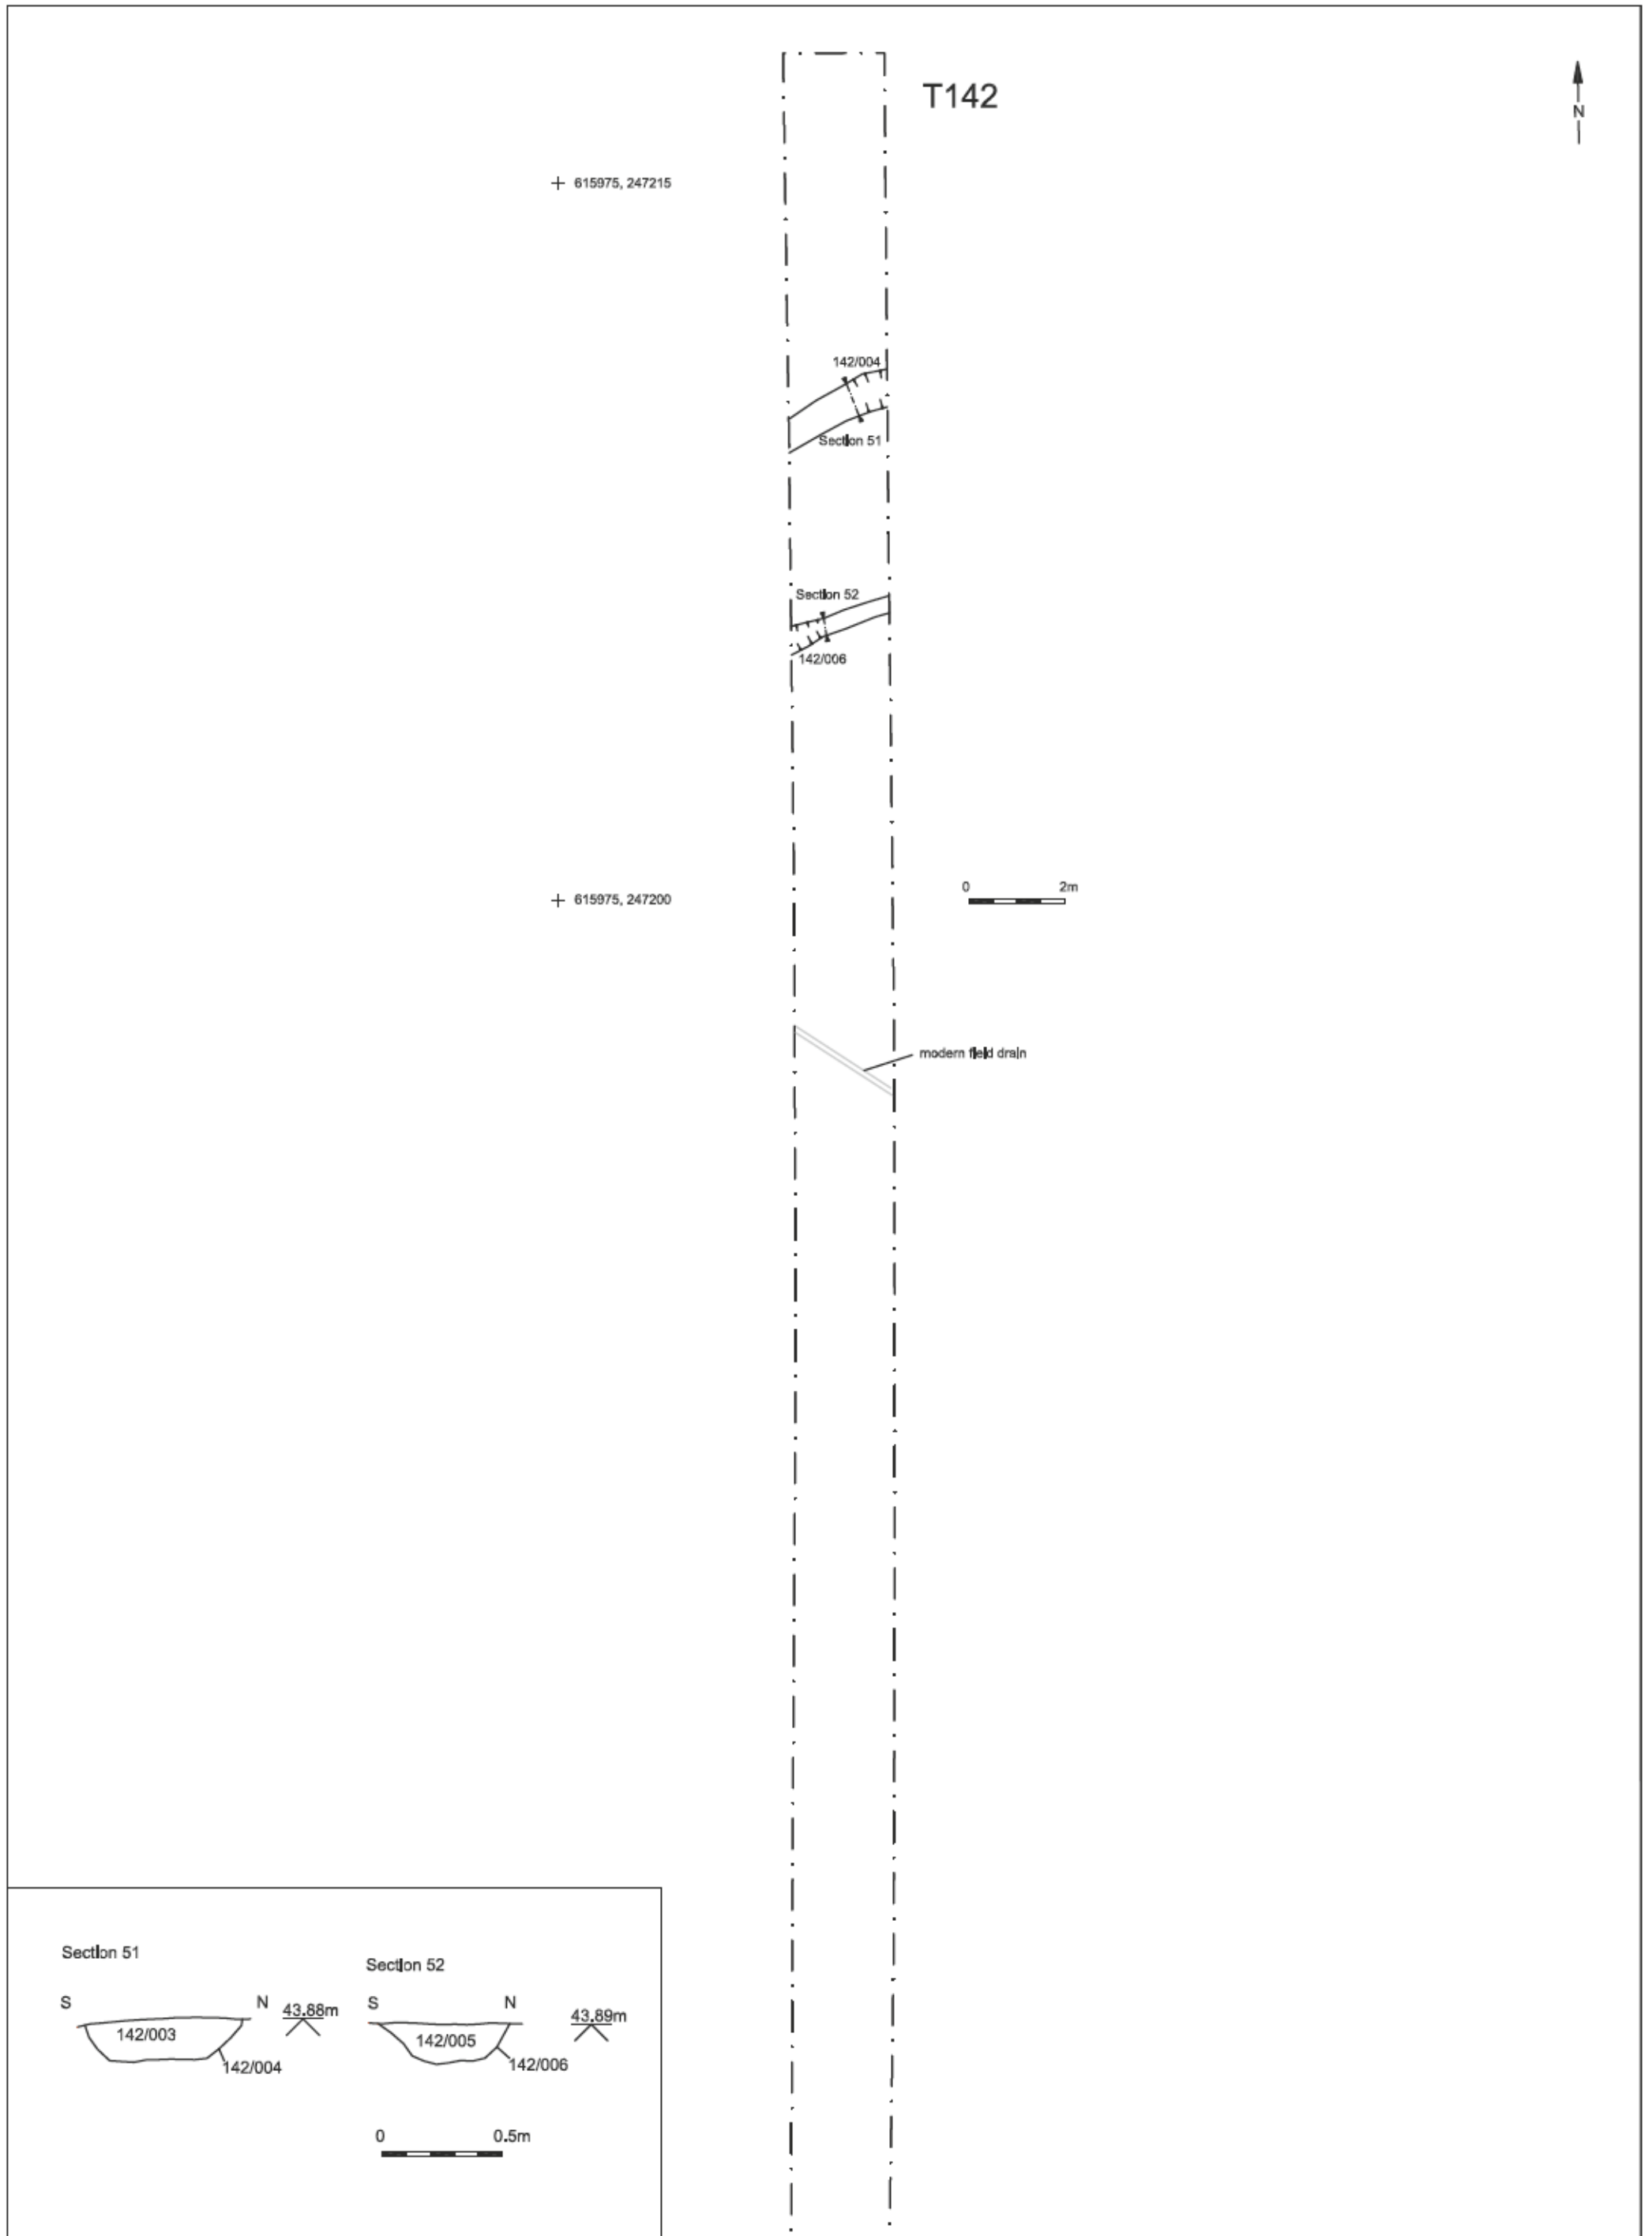 T142
N
615975, 247215
142/004
Section 51
Section 52
142/006
615975, 247200
0 2m
modern field drain
Section 51
S N 43.88m
142/003
142/004
Section 52
S N 43.89m
142/005
142/006
0 0.5m